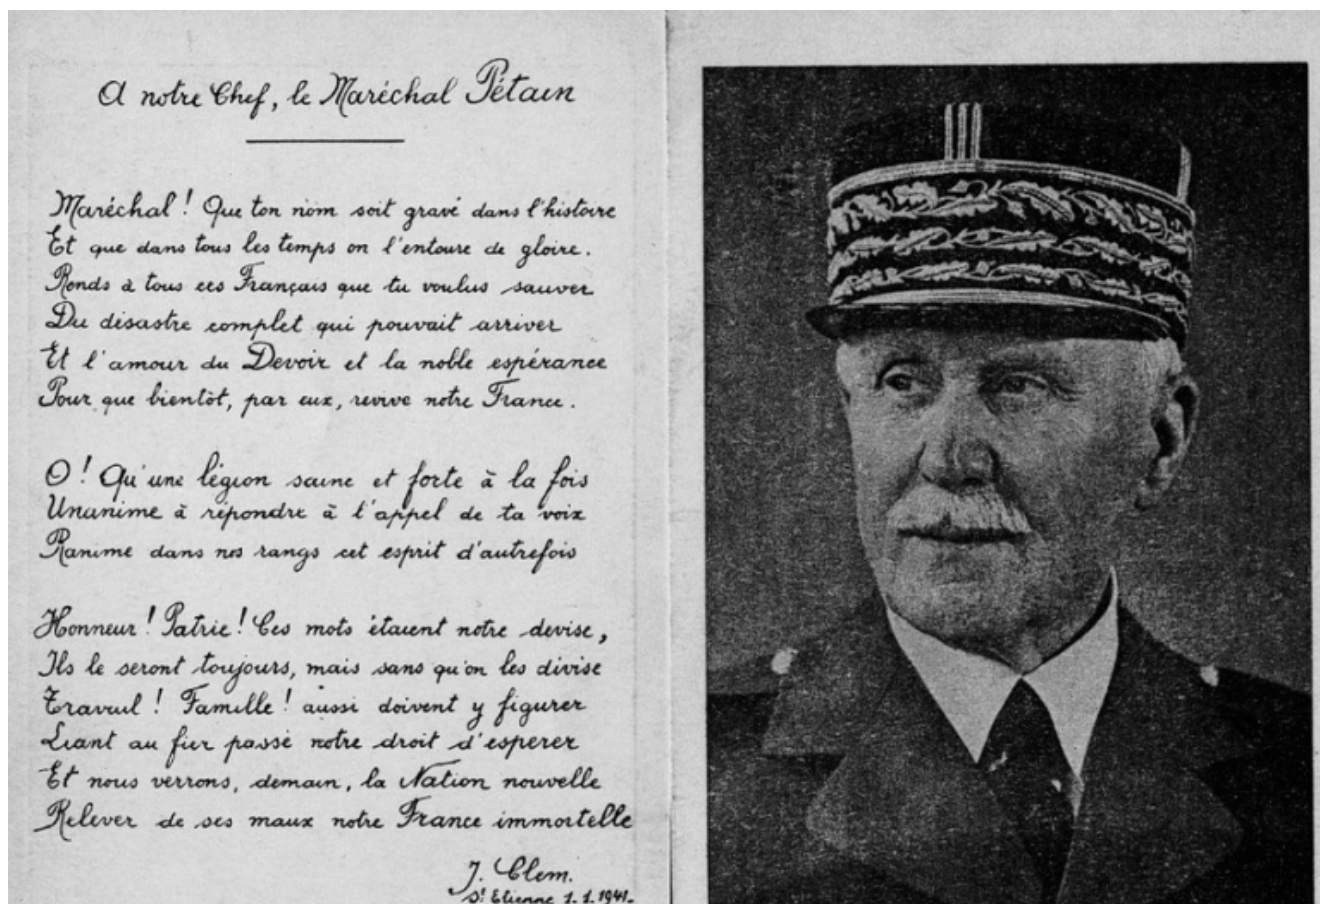 A notre Chef, le Maréchal Pétain
Maréchal ! Que ton nom soit gravé dans l'histoire
Et que dans tous les temps on l'entoure de gloire.
Rends à tous ces Français que tu voulus sauver
Du désastre complet qui pouvait arriver
Et l'amour du Devoir et la noble espérance
Pour que bientôt, par eux, revive notre France.
O ! Qu'une légion saine et forte à la fois
Unanime à répondre à l'appel de ta voix
Ranime dans nos rangs cet esprit d'autrefois
Honneur ! Patrie ! Ces mots étaient notre devise,
Ils le seront toujours, mais sans qu'on les divise
Travail ! Famille ! aussi doivent y figurer
Liant au fier passé notre droit d'esperer
Et nous verrons, demain, la Nation nouvelle
Relever de ses maux notre France immortelle
J. Clem.
St Etienne 1.1.1941.